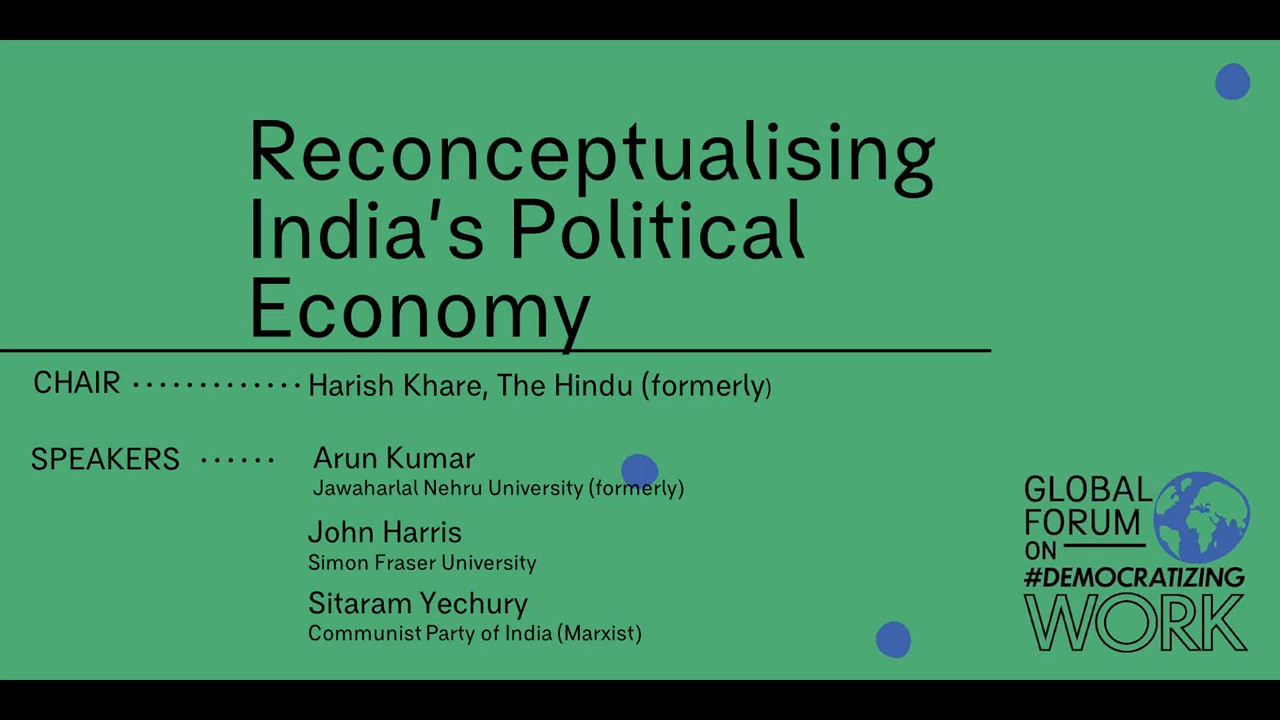 Reconceptualising
India's Political
Economy
CHAIR ............. Harish Khare, The Hindu (formerly)
SPEAKERS ...... Arun Kumar
Jawaharlal Nehru University (formerly)
John Harris
Simon Fraser University
Sitaram Yechury
Communist Party of India (Marxist)
GLOBAL
FORUM
ON
#DEMOCRATIZING
WORK